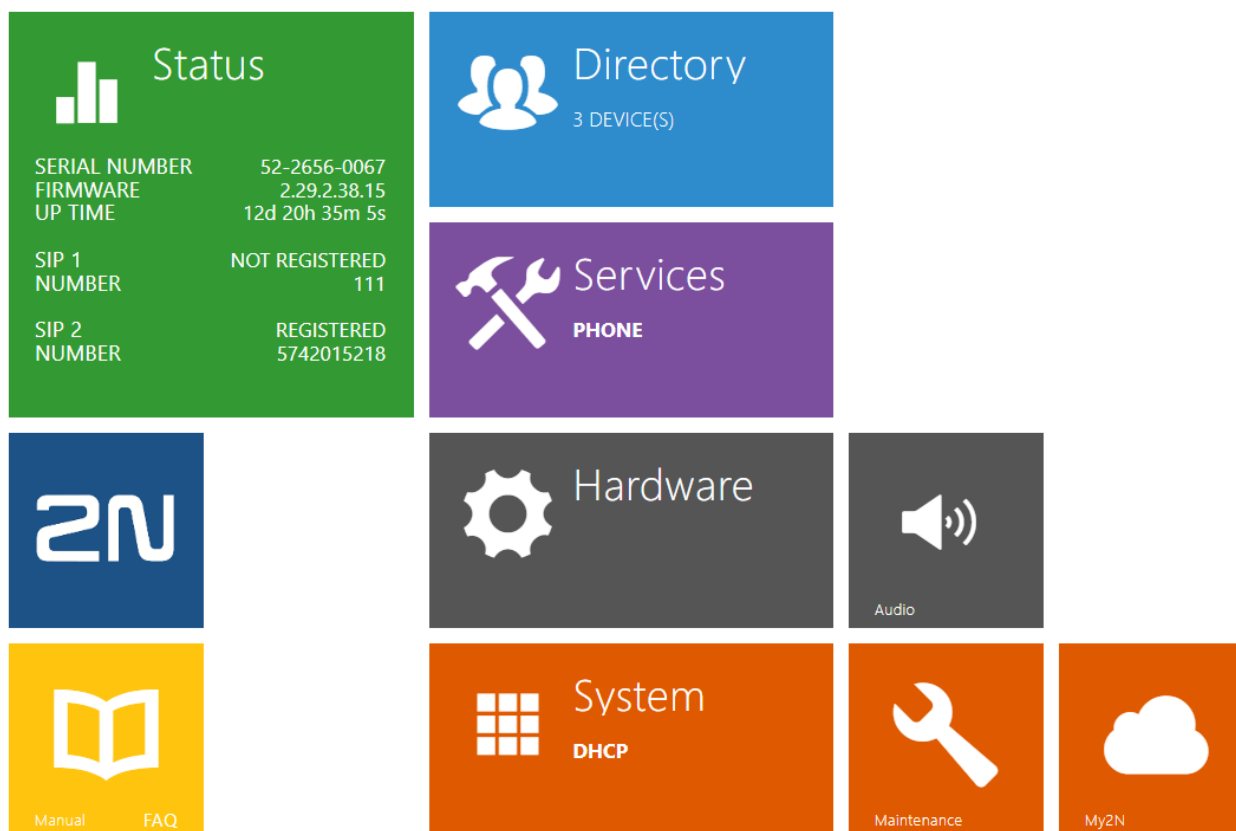 Status
SERIAL NUMBER 52-2656-0067
FIRMWARE 2.29.2.38.15
UP TIME 12d 20h 35m 5s
SIP 1 NOT REGISTERED
NUMBER 111
SIP 2 REGISTERED
NUMBER 5742015218
Directory
3 DEVICE(S)
Services
PHONE
2N
Hardware
Audio
Manual FAQ
System
DHCP
Maintenance
My2N